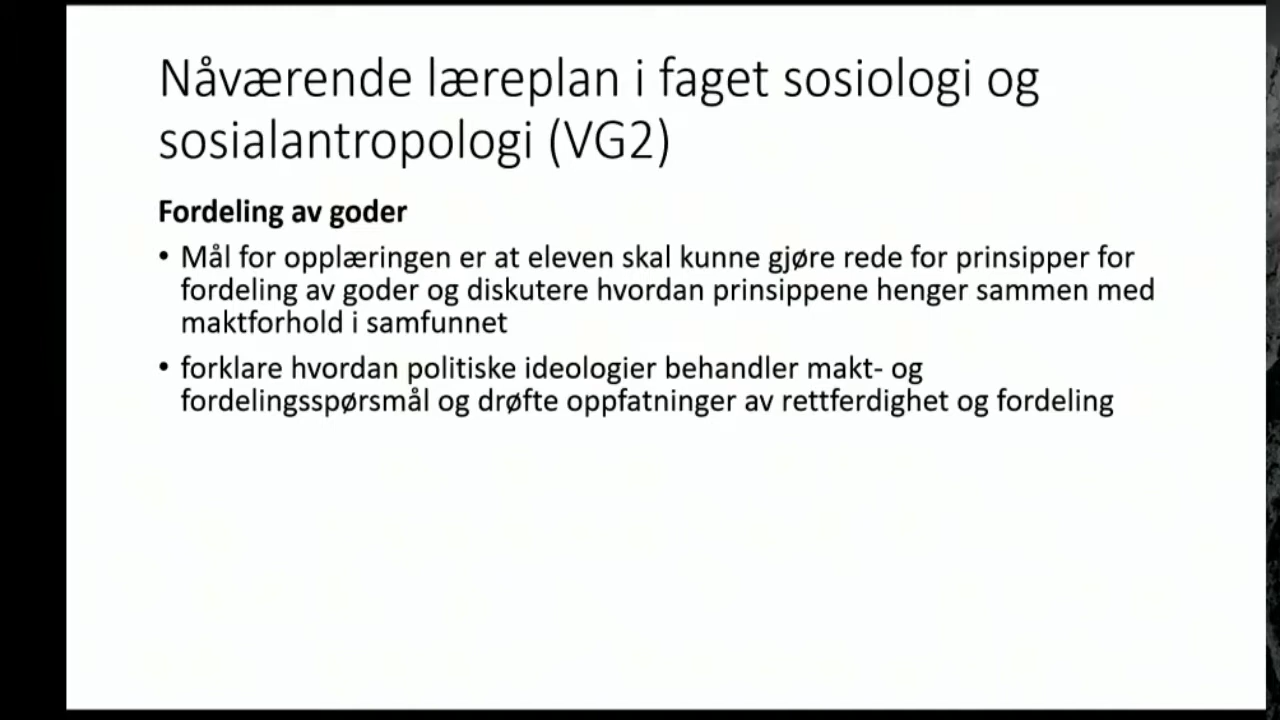 Nåværende læreplan i faget sosiologi og
sosialantropologi (VG2)
Fordeling av goder
• Mål for opplæringen er at eleven skal kunne gjøre rede for prinsipper for
fordeling av goder og diskutere hvordan prinsippene henger sammen med
maktforhold i samfunnet
• forklare hvordan politiske ideologier behandler makt- og
fordelingsspørsmål og drøfte oppfatninger av rettferdighet og fordeling